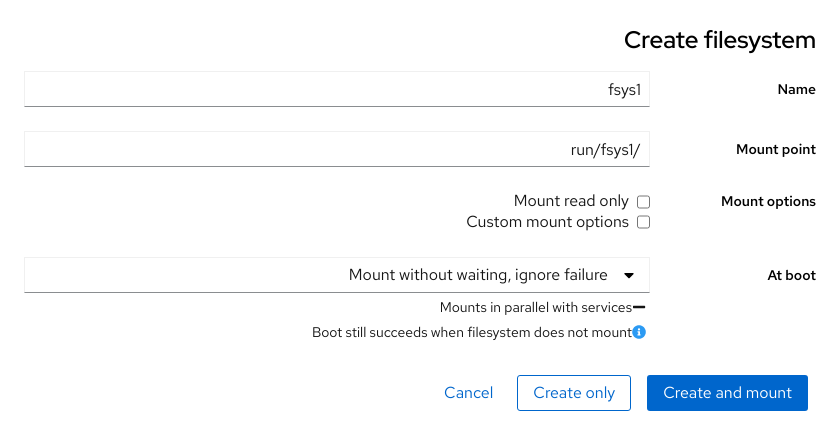 Create filesystem
Name
fsys1
Mount point
run/fsys1/
Mount options
Mount read only
Custom mount options
At boot
Mount without waiting, ignore failure
Mounts in parallel with services
Boot still succeeds when filesystem does not mount
Create and mount
Create only
Cancel